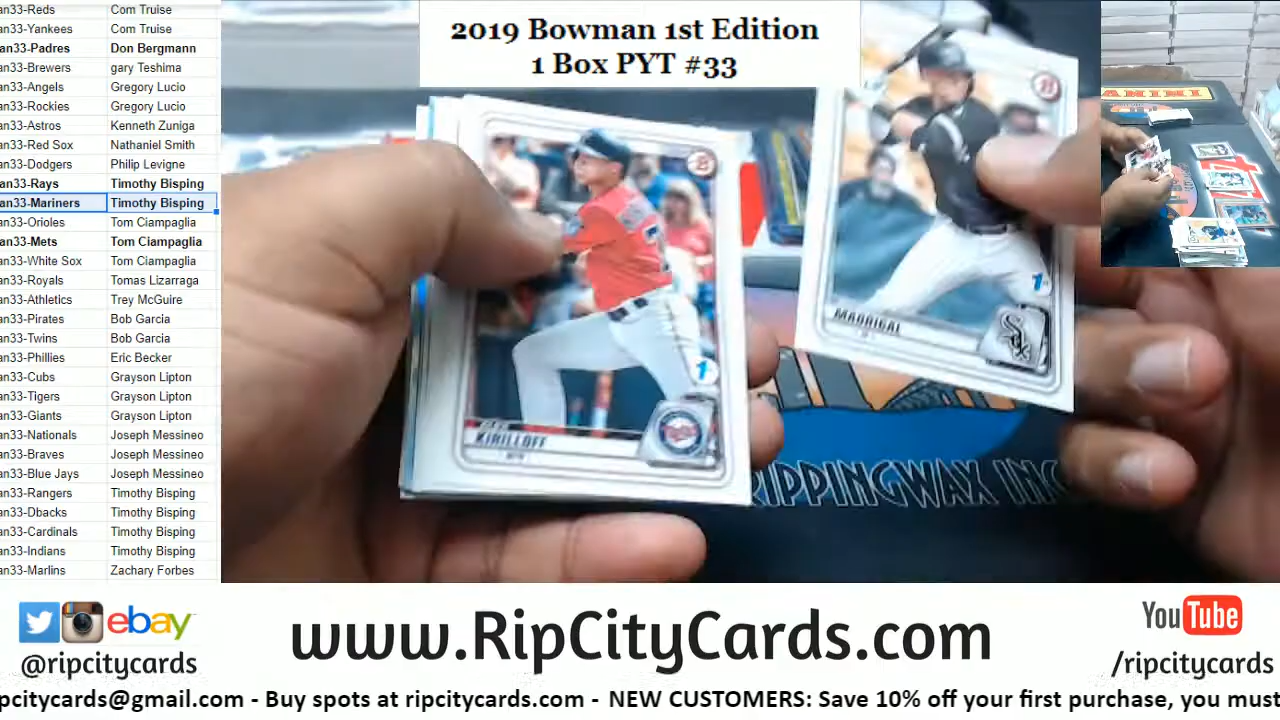 an33-Reds Com Truise
an33-Yankees Com Truise
an33-Padres Don Bergmann
an33-Brewers gary Teshima
an33-Angels Gregory Lucio
an33-Rockies Gregory Lucio
an33-Astros Kenneth Zuniga
an33-Red Sox Nathaniel Smith
an33-Dodgers Philip Levigne
an33-Rays Timothy Bisping
an33-Mariners Timothy Bisping
an33-Orioles Tom Ciampaglia
an33-Mets Tom Ciampaglia
an33-White Sox Tom Ciampaglia
an33-Royals Tomas Lizarraga
an33-Athletics Trey McGuire
an33-Pirates Bob Garcia
an33-Twins Bob Garcia
an33-Phillies Eric Becker
an33-Cubs Grayson Lipton
an33-Tigers Grayson Lipton
an33-Giants Grayson Lipton
an33-Nationals Joseph Messineo
an33-Braves Joseph Messineo
an33-Blue Jays Joseph Messineo
an33-Rangers Timothy Bisping
an33-Dbacks Timothy Bisping
an33-Cardinals Timothy Bisping
an33-Indians Timothy Bisping
an33-Marlins Zachary Forbes
2019 Bowman 1st Edition
1 Box PYT #33
B
B
MADRIGAL
1st
Sox
KIRILLOFF
RIPPINGWAX INC
PANINI
ebay
@ripcitycards
www.RipCityCards.com
YouTube
/ripcitycards
pcitycards@gmail.com - Buy spots at ripcitycards.com - NEW CUSTOMERS: Save 10% off your first purchase, you must